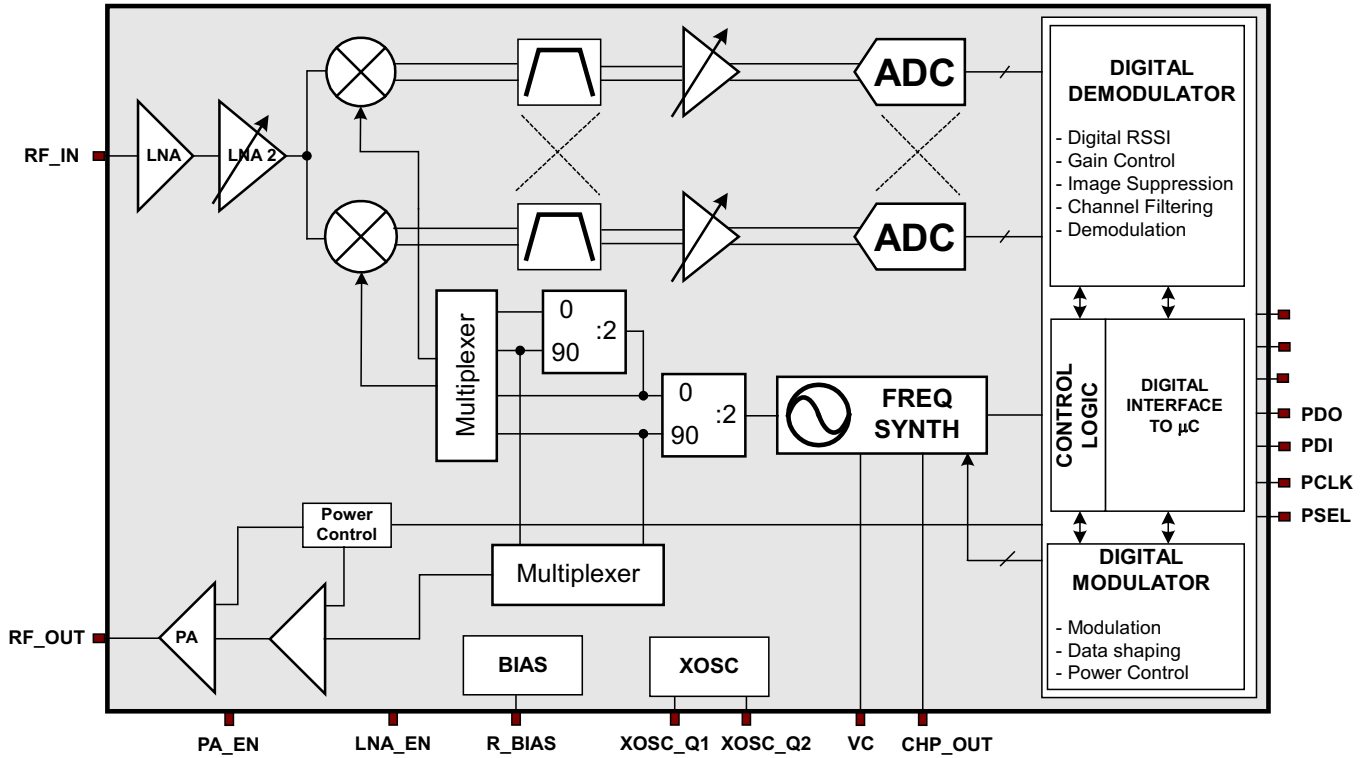 RF_IN
LNA
LNA 2
ADC
ADC
DIGITAL
DEMODULATOR
- Digital RSSI
- Gain Control
- Image Suppression
- Channel Filtering
- Demodulation
Multiplexer
0
90
:2
0
90
:2
FREQ
SYNTH
CONTROL
LOGIC
DIGITAL
INTERFACE
TO µC
PDO
PDI
PCLK
PSEL
Power
Control
Multiplexer
DIGITAL
MODULATOR
- Modulation
- Data shaping
- Power Control
RF_OUT
PA
BIAS
XOSC
PA_EN
LNA_EN
R_BIAS
XOSC_Q1
XOSC_Q2
VC
CHP_OUT